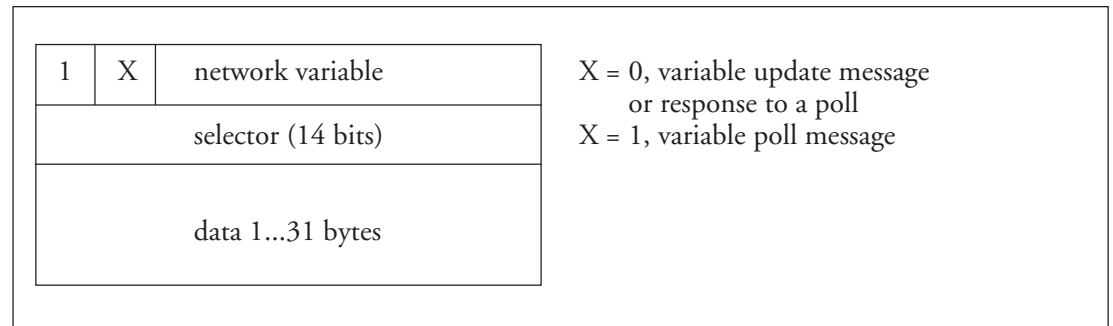 1 X network variable
selector (14 bits)
data 1...31 bytes
X = 0, variable update message
or response to a poll
X = 1, variable poll message